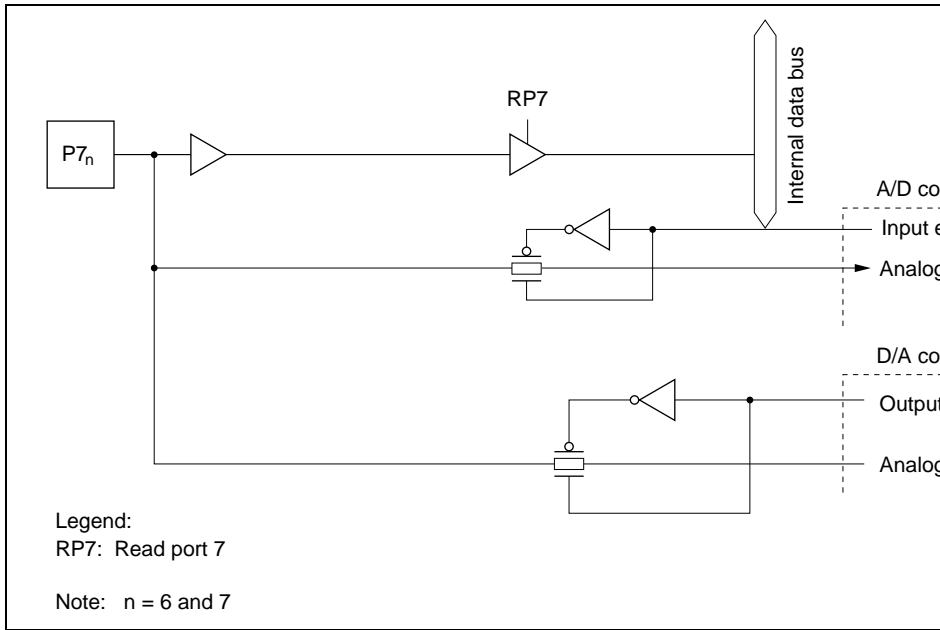 RP7
P7n
Internal data bus
A/D co
Input e
Analog
D/A co
Output
Analog
Legend:
RP7: Read port 7
Note: n = 6 and 7